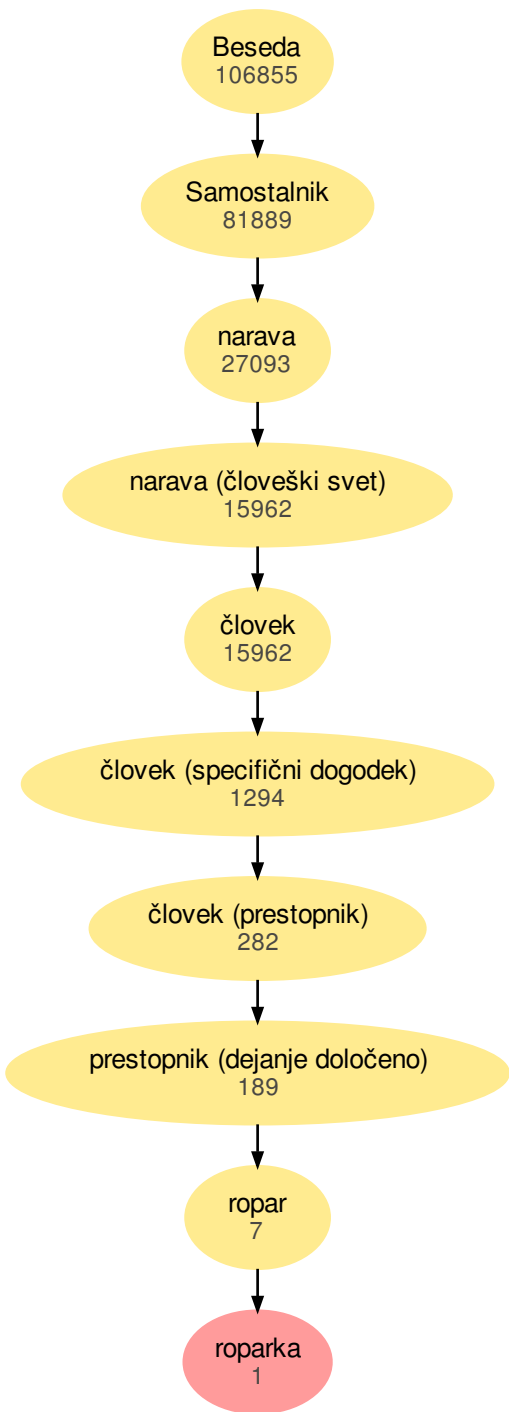 Beseda
106855
Samostalnik
81889
narava
27093
narava (človeški svet)
15962
človek
15962
človek (specifični dogodek)
1294
človek (prestopnik)
282
prestopnik (dejanje določeno)
189
ropar
7
roparka
1